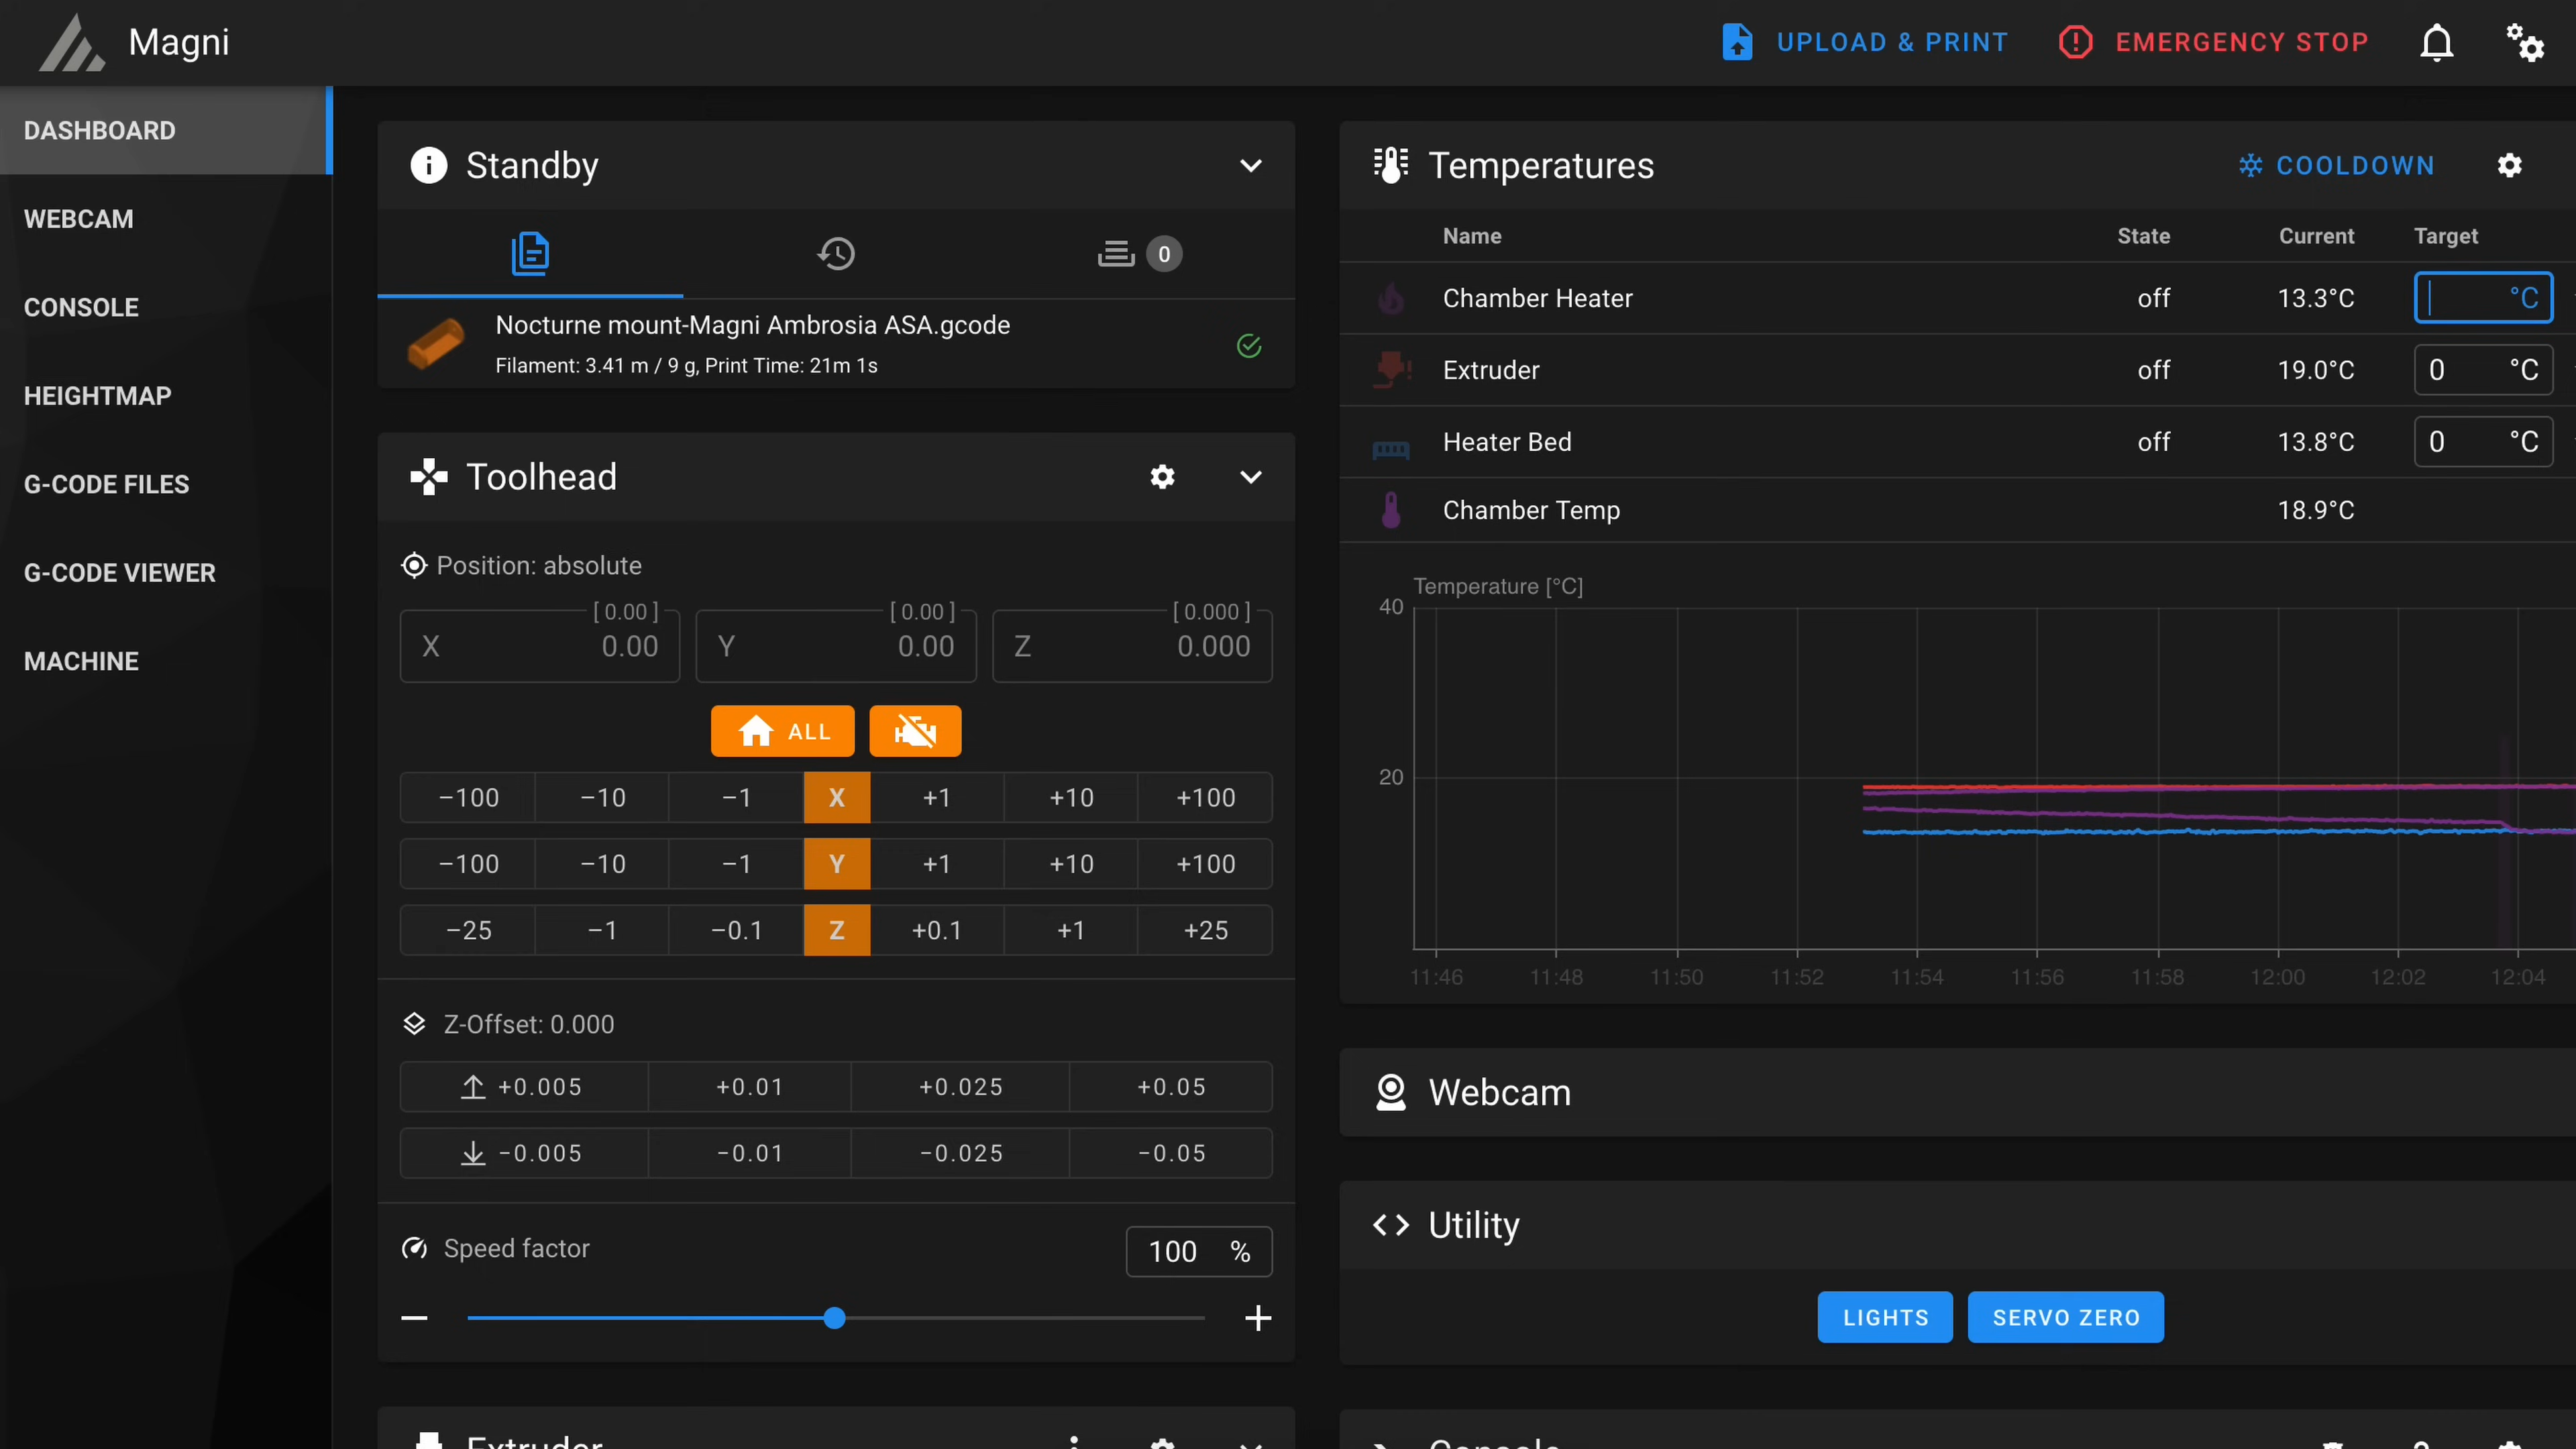 Magni
UPLOAD & PRINT
EMERGENCY STOP
DASHBOARD
WEBCAM
CONSOLE
HEIGHTMAP
G-CODE FILES
G-CODE VIEWER
MACHINE
Standby
0
Nocturne mount-Magni Ambrosia ASA.gcode
Filament: 3.41 m / 9 g, Print Time: 21m 1s
Toolhead
Position: absolute
[ 0.00 ] [ 0.00 ] [ 0.000 ]
X 0.00 Y 0.00 Z 0.000
ALL
−100 −10 −1 X +1 +10 +100
−100 −10 −1 Y +1 +10 +100
−25 −1 −0.1 Z +0.1 +1 +25
Z-Offset: 0.000
+0.005 +0.01 +0.025 +0.05
−0.005 −0.01 −0.025 −0.05
Speed factor 100 %
Extruder
Temperatures
COOLDOWN
Name State Current Target
Chamber Heater off 13.3°C °C
Extruder off 19.0°C 0 °C
Heater Bed off 13.8°C 0 °C
Chamber Temp 18.9°C
Temperature [°C]
40
20
11:46 11:48 11:50 11:52 11:54 11:56 11:58 12:00 12:02 12:04
Webcam
Utility
LIGHTS SERVO ZERO
Console